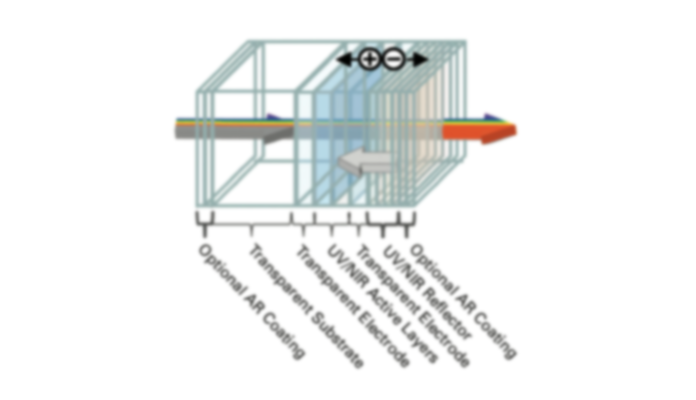 + −
Optional AR Coating
Transparent Substrate
Transparent Electrode
UV/NIR Active Layers
Transparent Electrode
UV/NIR Reflector
Optional AR Coating